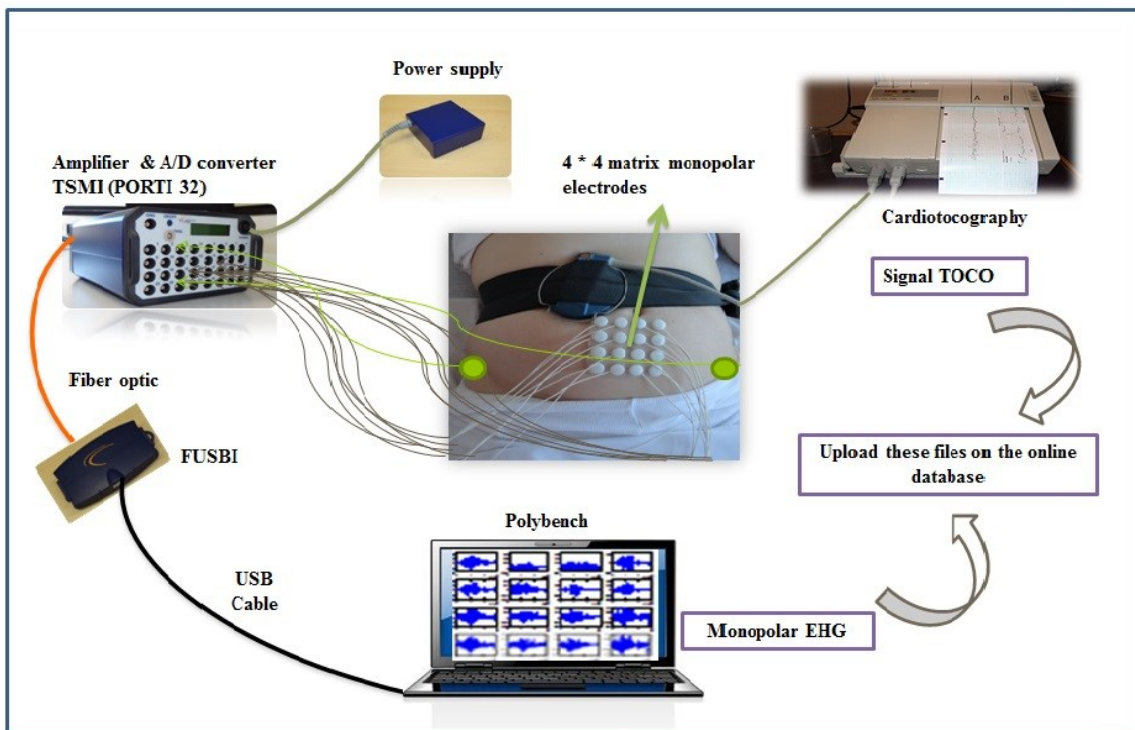 Power supply
Amplifier & A/D converter
TSMI (PORTI 32)
4 * 4 matrix monopolar
electrodes
Cardiotocography
Signal TOCO
Fiber optic
FUSBI
Upload these files on the online
database
Polybench
USB
Cable
Monopolar EHG
A
B